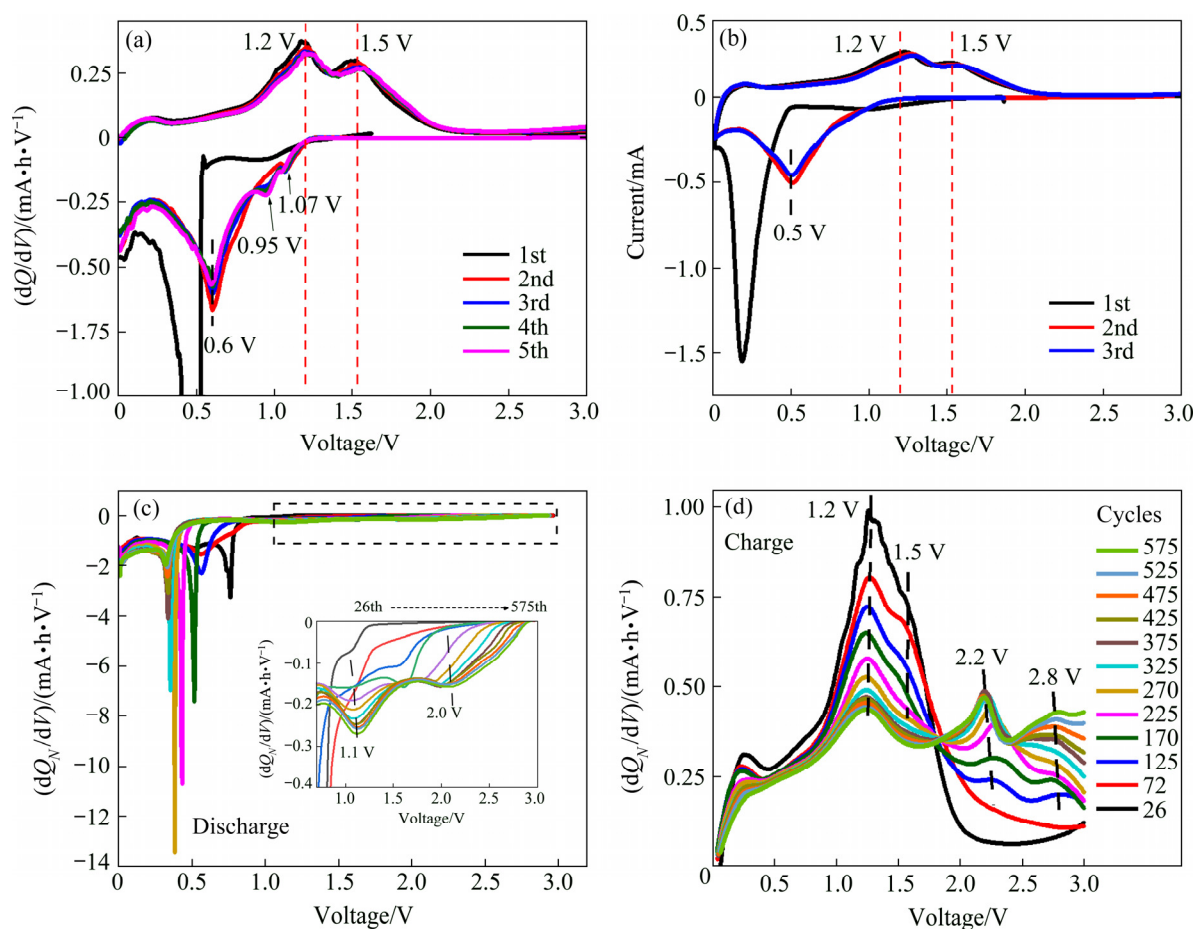 (a)
1.2 V
1.5 V
0.25
0
−0.25
−0.50
−1.75
−1.00
(dQ/dV)/(mA•h•V⁻¹)
1.07 V
0.95 V
0.6 V
1st
2nd
3rd
4th
5th
0 0.5 1.0 1.5 2.0 2.5 3.0
Voltage/V
(b)
1.2 V
1.5 V
0.5
0
−0.5
−1.0
−1.5
Current/mA
0.5 V
1st
2nd
3rd
0 0.5 1.0 1.5 2.0 2.5 3.0
Voltagc/V
(c)
0
−2
−4
−6
−8
−10
−12
−14
(dQN/dV)/(mA•h•V⁻¹)
Discharge
26th
575th
0
−0.1
−0.2
−0.3
−0.4
(dQN/dV)/(mA•h•V⁻¹)
2.0 V
1.1 V
1.0 1.5 2.0 2.5 3.0
Voltage/V
0 0.5 1.0 1.5 2.0 2.5 3.0
Voltage/V
(d)
1.00
0.75
0.50
0.25
0
(dQN/dV)/(mA•h•V⁻¹)
Charge
1.2 V
1.5 V
2.2 V
2.8 V
Cycles
575
525
475
425
375
325
270
225
170
125
72
26
0.5 1.0 1.5 2.0 2.5 3.0
Voltage/V